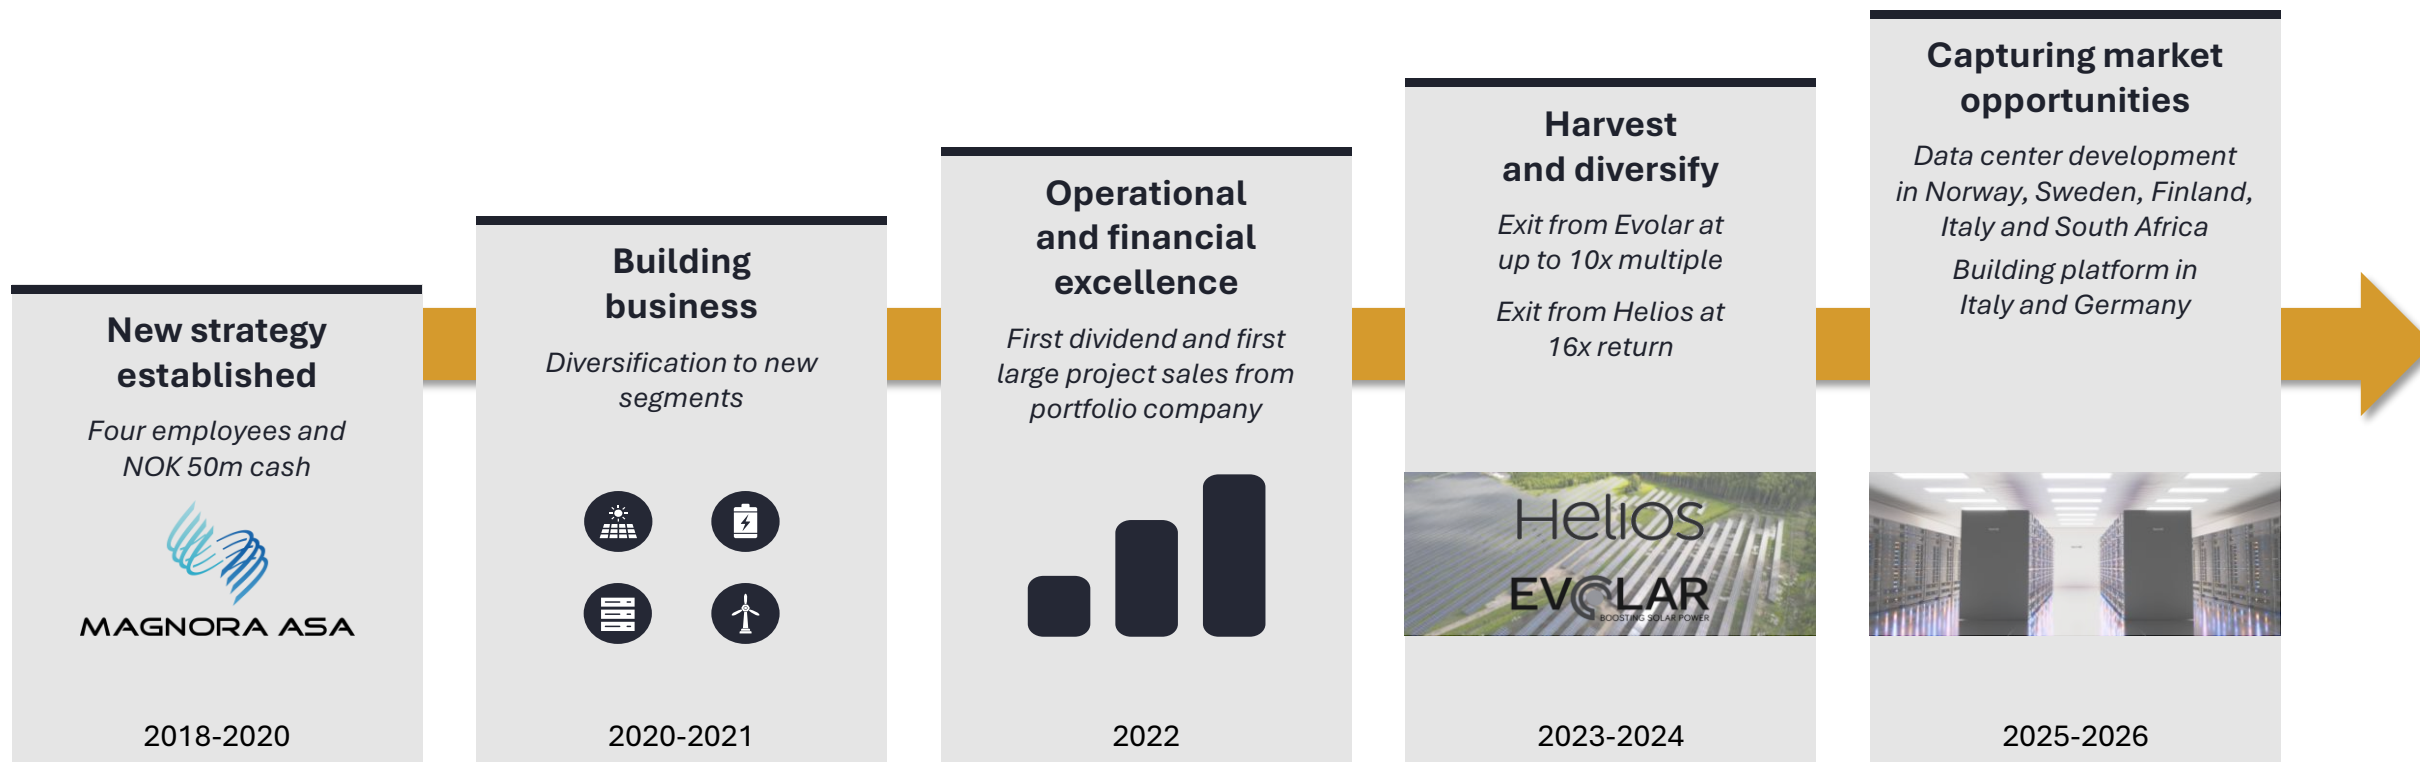 New strategy
established
Four employees and
NOK 50m cash
MAGNORA ASA
2018-2020
Building
business
Diversification to new
segments
2020-2021
Operational
and financial
excellence
First dividend and first
large project sales from
portfolio company
2022
Harvest
and diversify
Exit from Evolar at
up to 10x multiple
Exit from Helios at
16x return
Helios
EVOLAR
BOOSTING SOLAR POWER
2023-2024
Capturing market
opportunities
Data center development
in Norway, Sweden, Finland,
Italy and South Africa
Building platform in
Italy and Germany
2025-2026